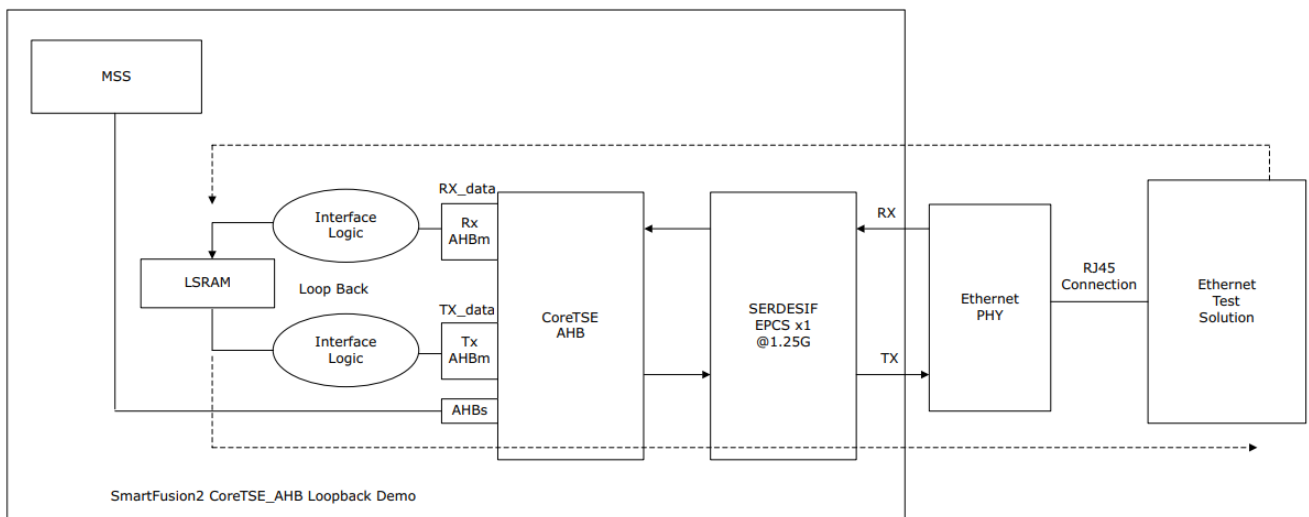 MSS
RX_data
Interface
Logic
Rx
AHBm
RX
LSRAM
Loop Back
TX_data
CoreTSE
AHB
SERDESIF
EPCS x1
@1.25G
Ethernet
PHY
RJ45
Connection
Ethernet
Test
Solution
Interface
Logic
Tx
AHBm
TX
AHBs
SmartFusion2 CoreTSE_AHB Loopback Demo